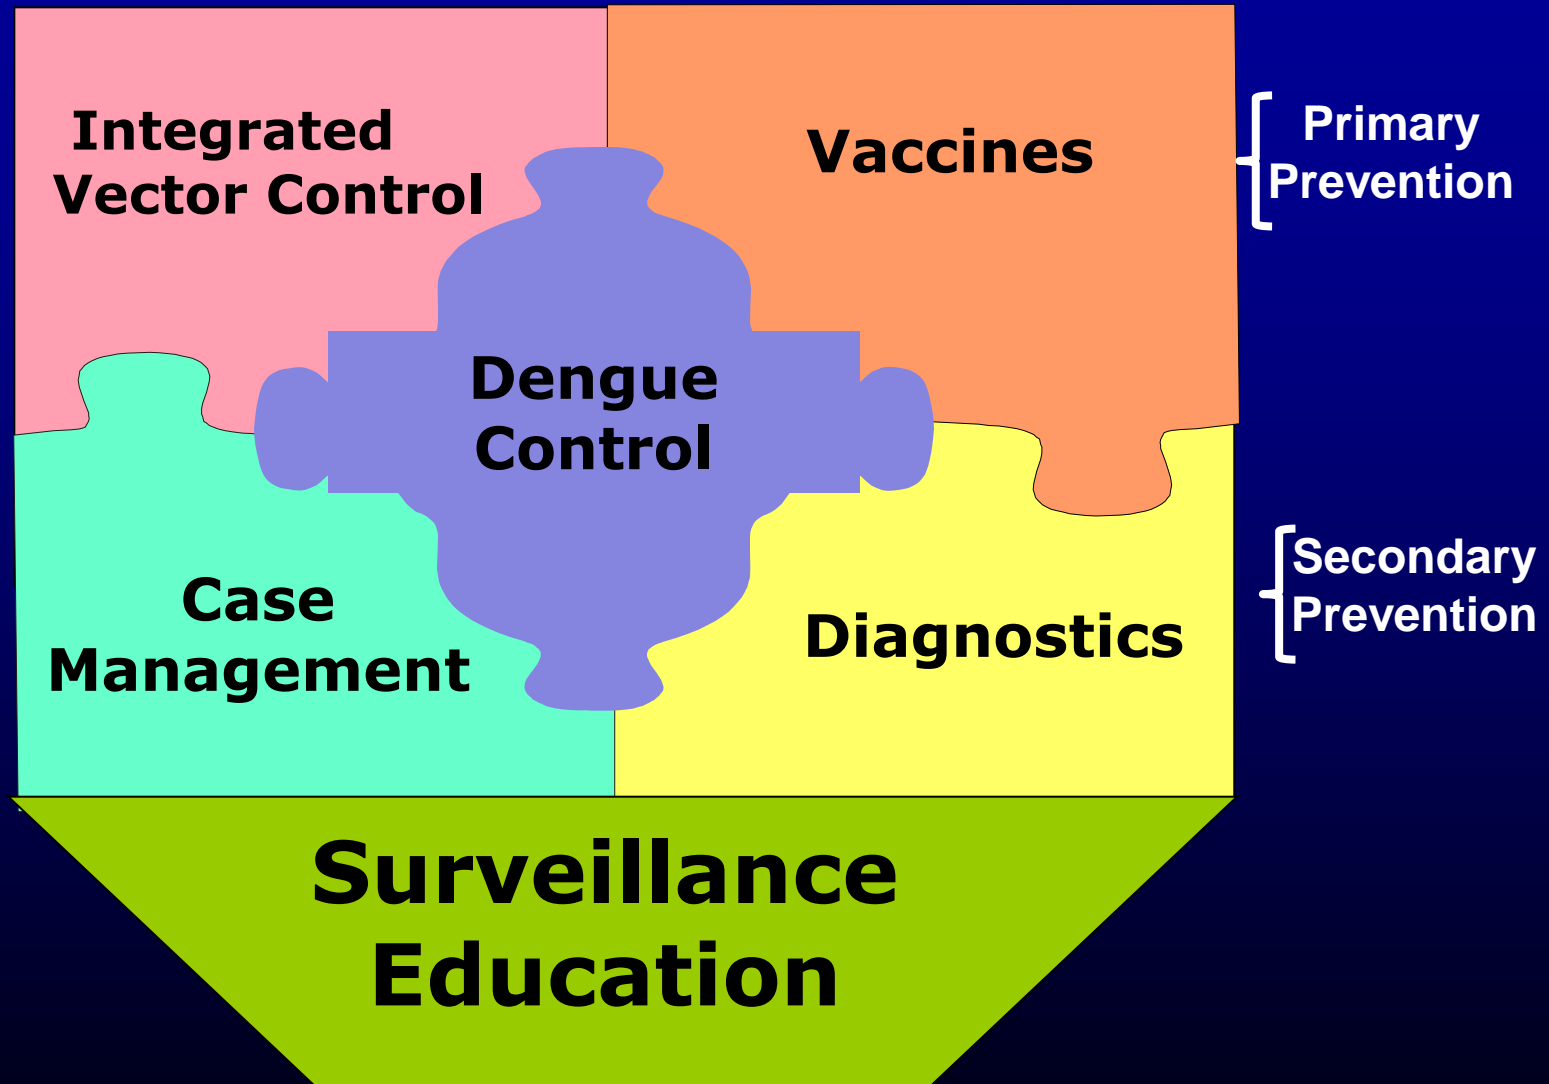 Integrated
Vector Control
Vaccines
Primary
Prevention
Dengue
Control
Case
Management
Diagnostics
Secondary
Prevention
Surveillance
Education